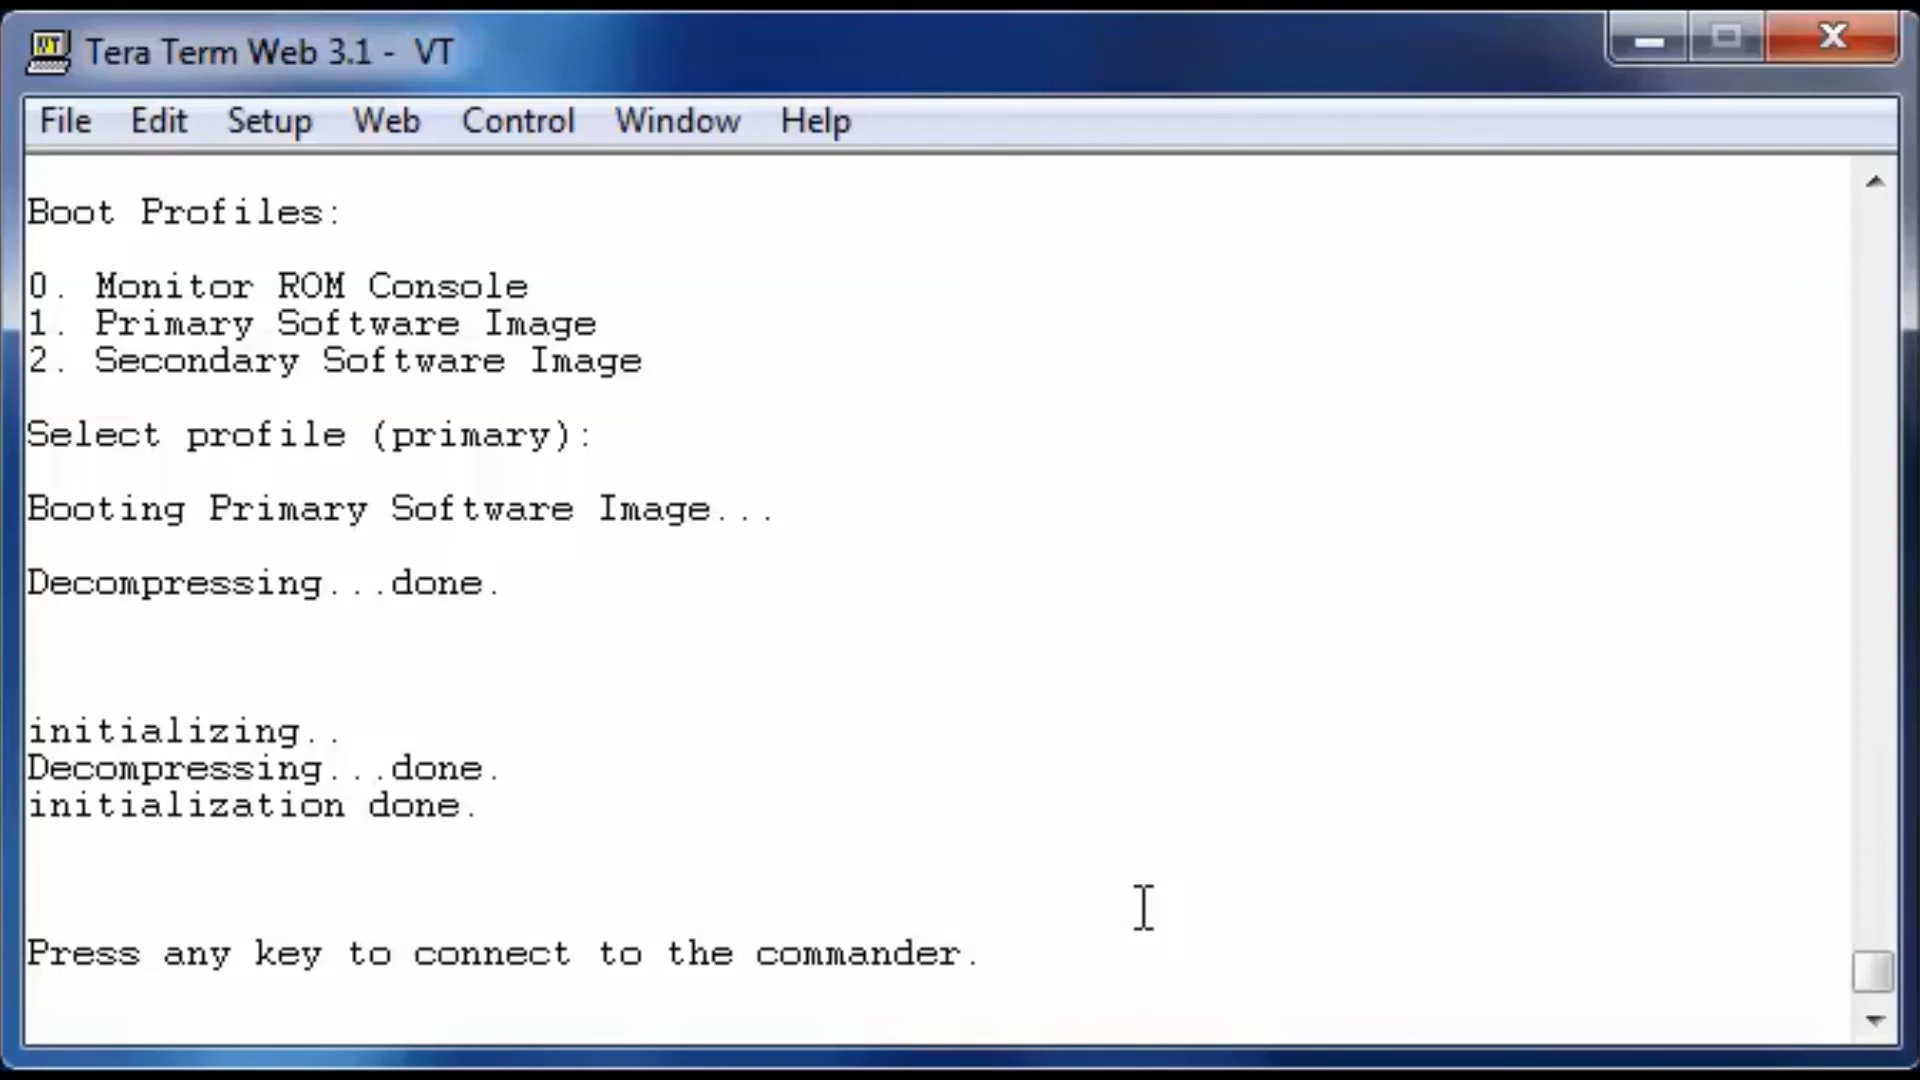 Tera Term Web 3.1 - VT
File Edit Setup Web Control Window Help
Boot Profiles:
0. Monitor ROM Console
1. Primary Software Image
2. Secondary Software Image
Select profile (primary):
Booting Primary Software Image...
Decompressing...done.
initializing..
Decompressing...done.
initialization done.
Press any key to connect to the commander.